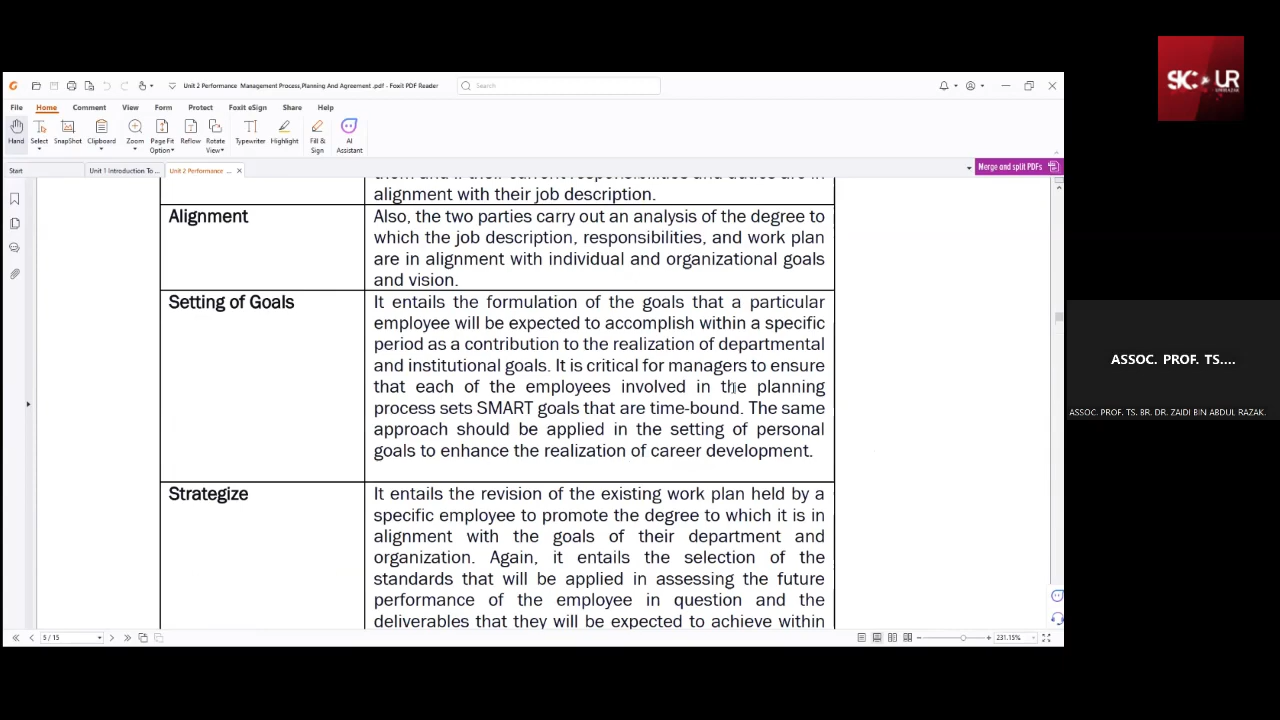 SKOUR
Unit 2 Performance Management Process,Planning And Agreement .pdf - Foxit PDF Reader
Search
File
Home
Comment
View
Form
Protect
Foxit eSign
Share
Help
Hand
Select
SnapShot
Clipboard
Zoom
Page Fit Option
Reflow
Rotate View
Typewriter
Highlight
Fill & Sign
AI Assistant
Start
Unit 1 Introduction To ...
Unit 2 Performance ...
Merge and split PDFs
alignment with their job description.
Alignment
Also, the two parties carry out an analysis of the degree to
which the job description, responsibilities, and work plan
are in alignment with individual and organizational goals
and vision.
Setting of Goals
It entails the formulation of the goals that a particular
employee will be expected to accomplish within a specific
period as a contribution to the realization of departmental
and institutional goals. It is critical for managers to ensure
that each of the employees involved in the planning
process sets SMART goals that are time-bound. The same
approach should be applied in the setting of personal
goals to enhance the realization of career development.
Strategize
It entails the revision of the existing work plan held by a
specific employee to promote the degree to which it is in
alignment with the goals of their department and
organization. Again, it entails the selection of the
standards that will be applied in assessing the future
performance of the employee in question and the
deliverables that they will be expected to achieve within
5 / 15
231.15%
ASSOC. PROF. TS....
ASSOC. PROF. TS. BR. DR. ZAIDI BIN ABDUL RAZAK.